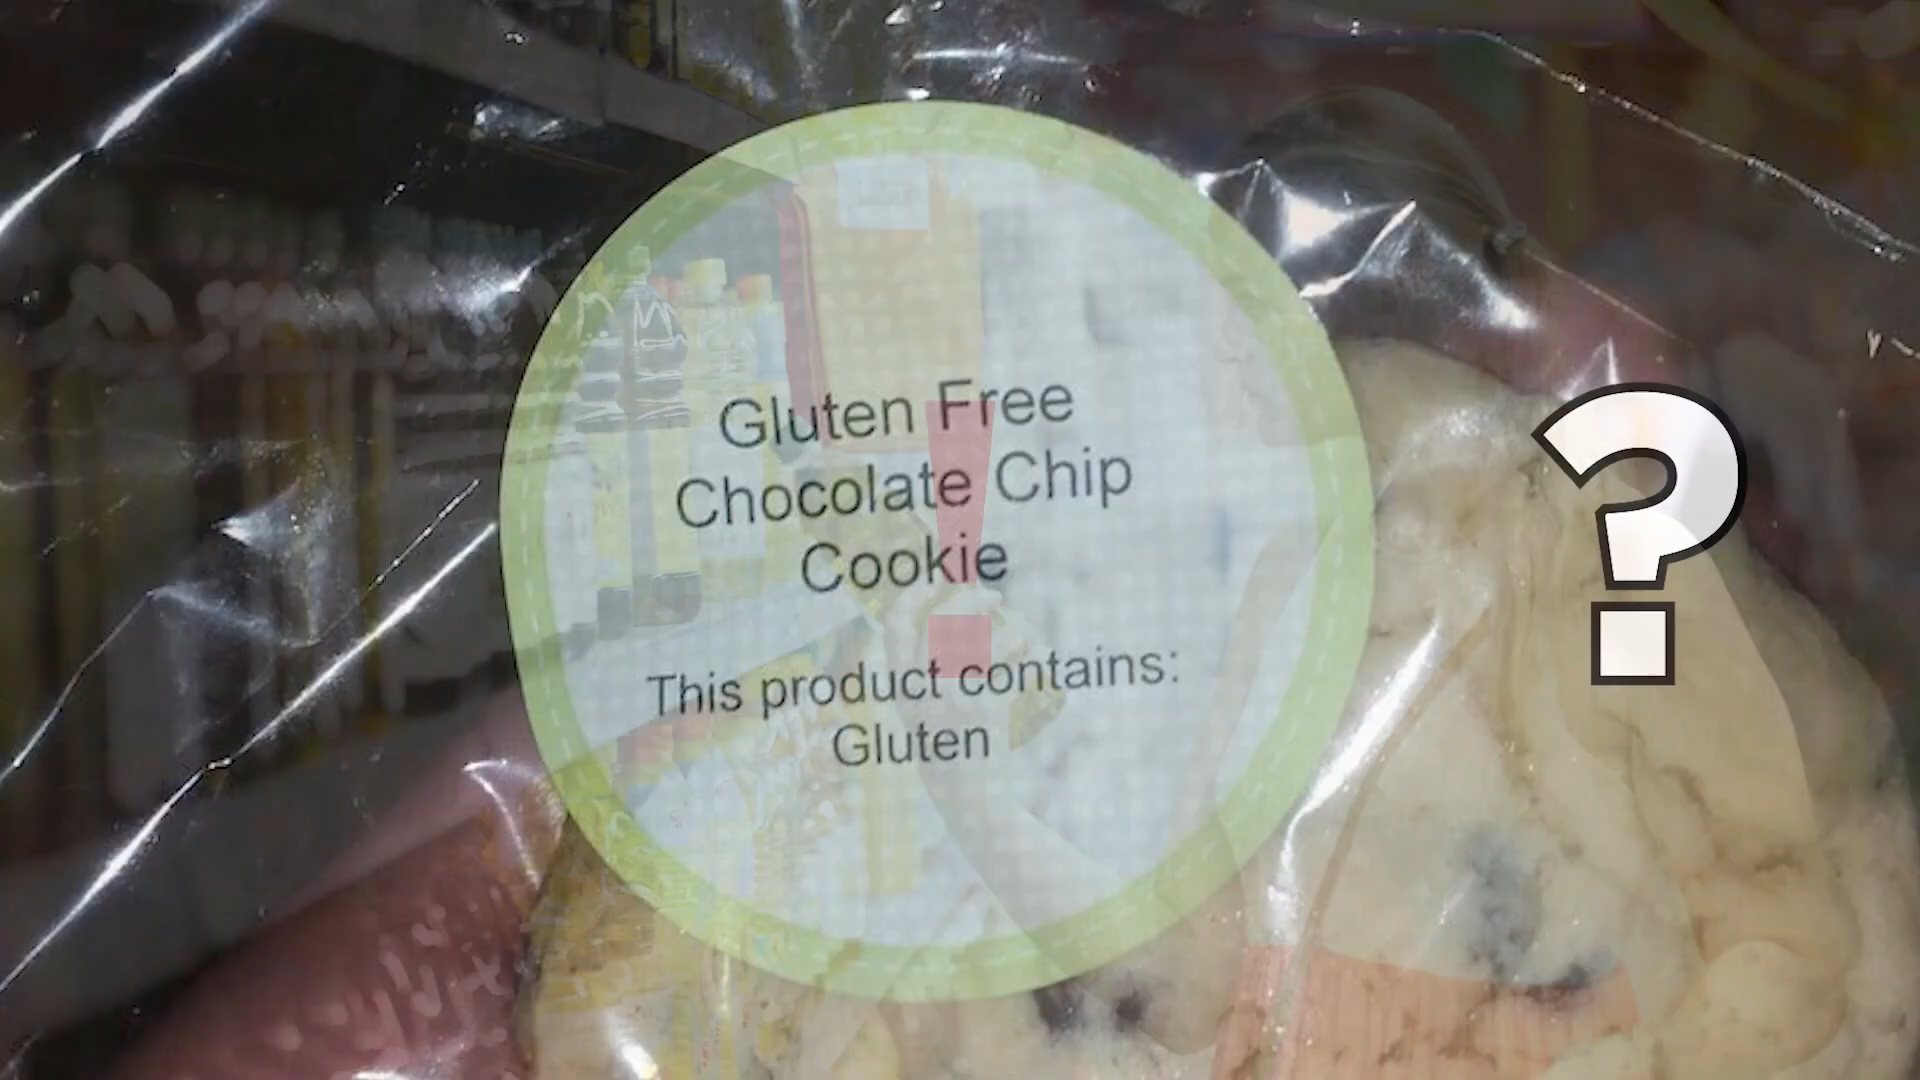 Gluten Free
Chocolate Chip
Cookie
This product contains:
Gluten
!
?